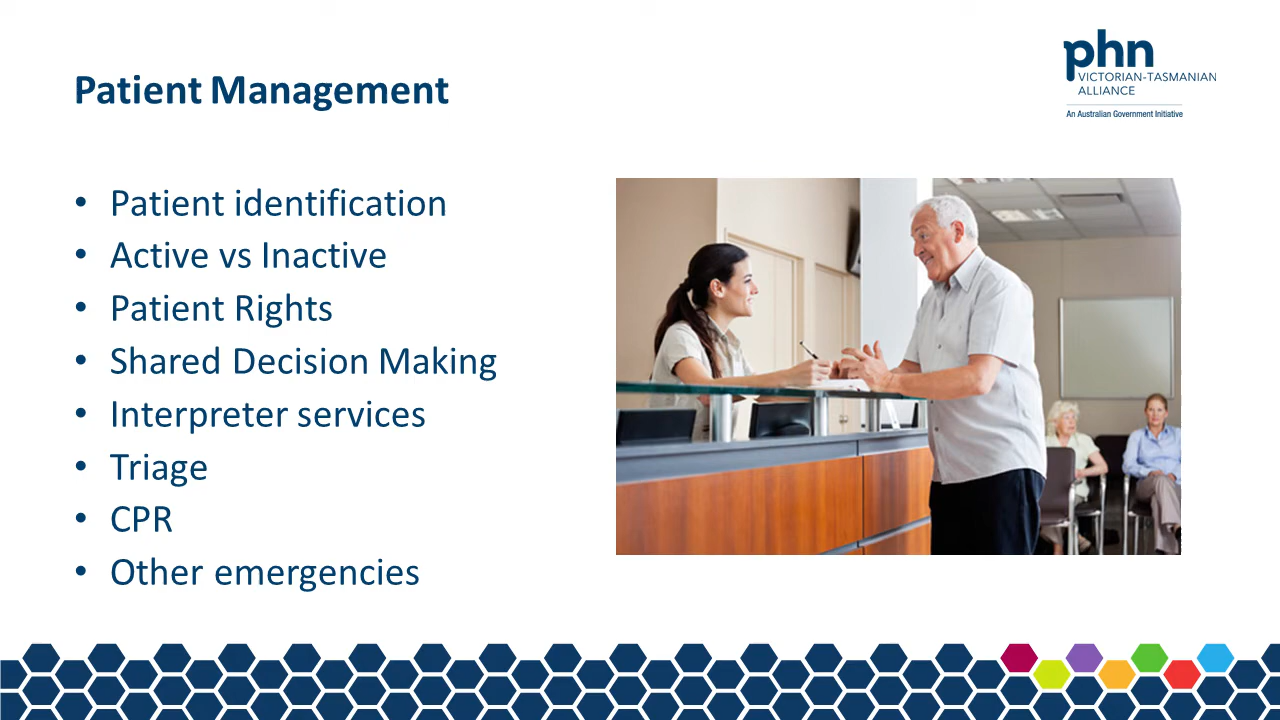 Patient Management
phn
VICTORIAN-TASMANIAN
ALLIANCE
An Australian Government Initiative
• Patient identification
• Active vs Inactive
• Patient Rights
• Shared Decision Making
• Interpreter services
• Triage
• CPR
• Other emergencies